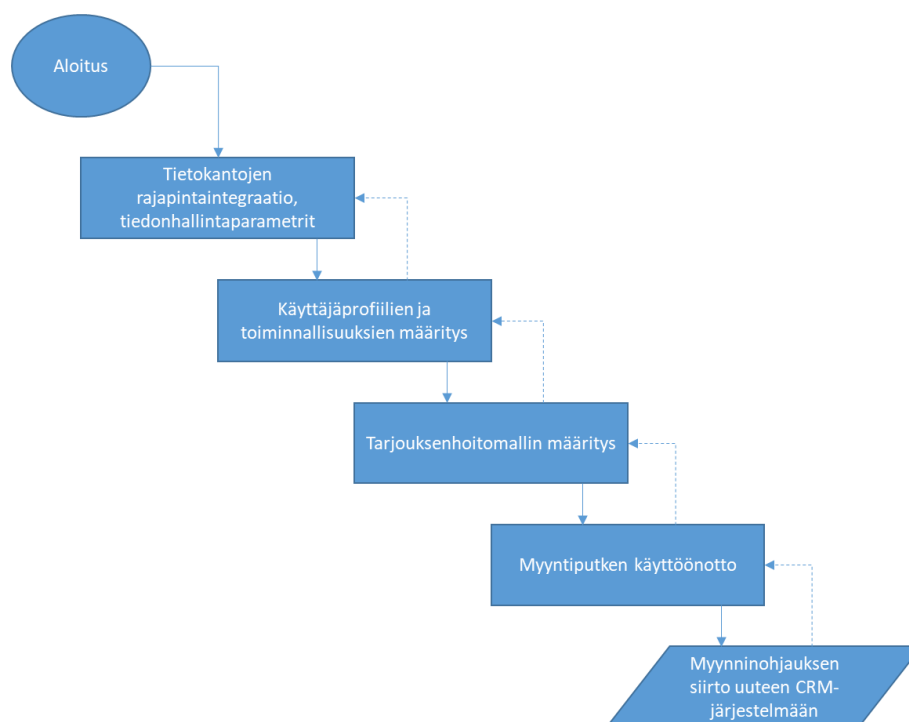 Aloitus
Tietokantojen
rajapintaintegraatio,
tiedonhallintaparametrit
Käyttäjäprofiilien ja
toiminnallisuuksien määritys
Tarjouksenhoitomallin määritys
Myyntiputken käyttöönotto
Myynninohjauksen
siirto uuteen CRM-
järjestelmään